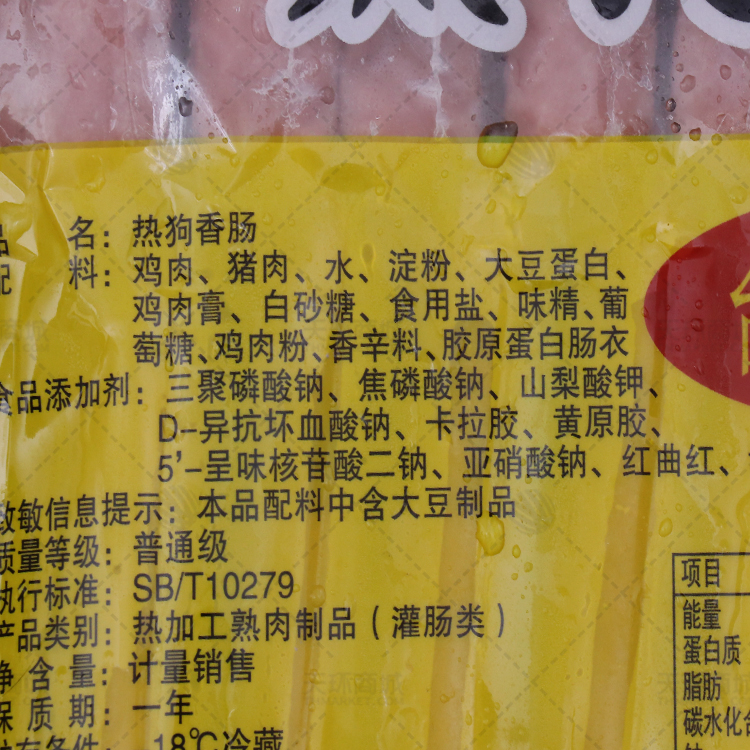 品 名：热狗香肠
配 料：鸡肉、猪肉、水、淀粉、大豆蛋白、
鸡肉膏、白砂糖、食用盐、味精、葡
萄糖、鸡肉粉、香辛料、胶原蛋白肠衣
食品添加剂：三聚磷酸钠、焦磷酸钠、山梨酸钾、
D-异抗坏血酸钠、卡拉胶、黄原胶、
5'-呈味核苷酸二钠、亚硝酸钠、红曲红、
致敏信息提示：本品配料中含大豆制品
质量等级：普通级
执行标准：SB/T10279
产品类别：热加工熟肉制品（灌肠类）
净 含 量：计量销售
保 质 期：一年
-18℃冷藏
项目
能量
蛋白质
脂肪
碳水化合